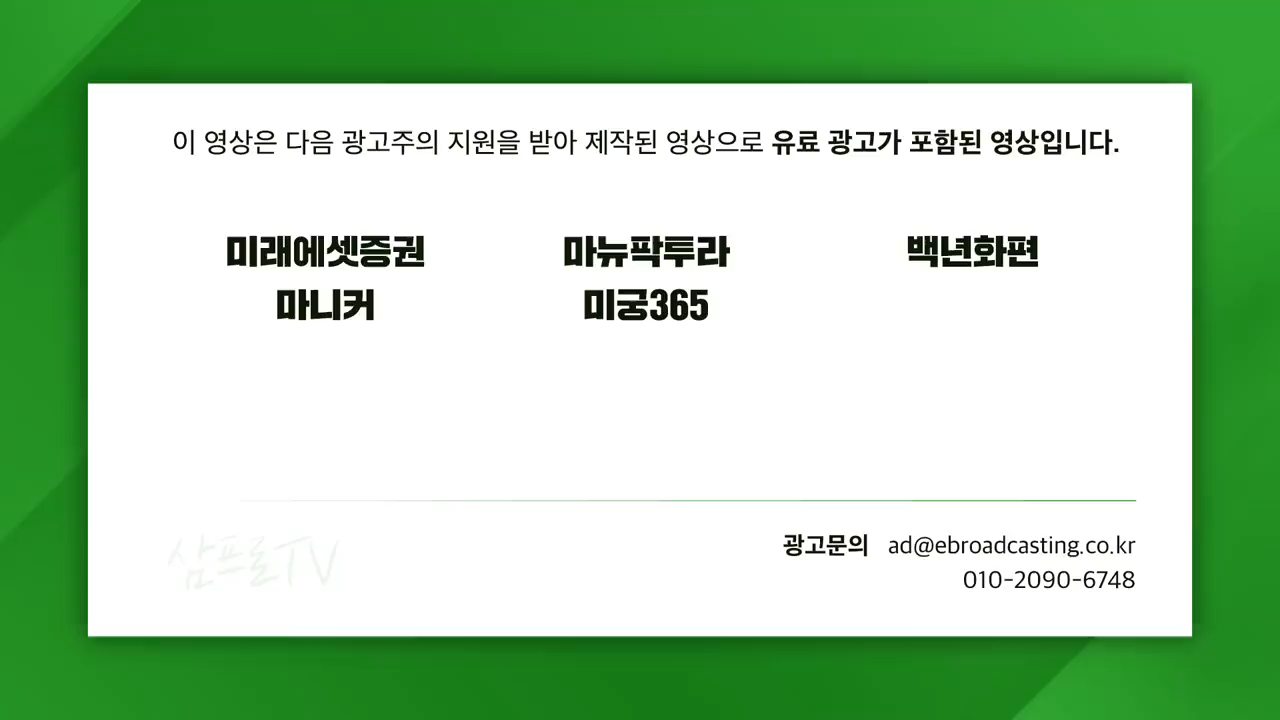 이 영상은 다음 광고주의 지원을 받아 제작된 영상으로 유료 광고가 포함된 영상입니다.
미래에셋증권 마뉴팍투라 백년화편
마니커 미궁365
삼프로TV
광고문의 ad@ebroadcasting.co.kr
010-2090-6748